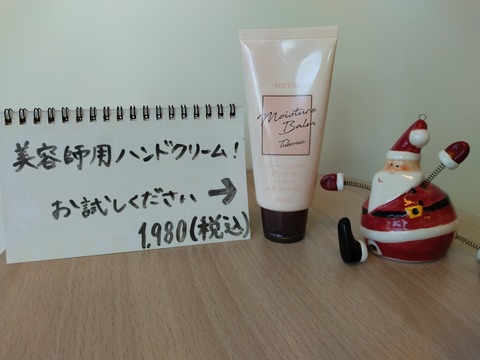 美容師用ハンドクリーム!
お試しください →
1,980(税込)
Moisture
Balm
Tuberose